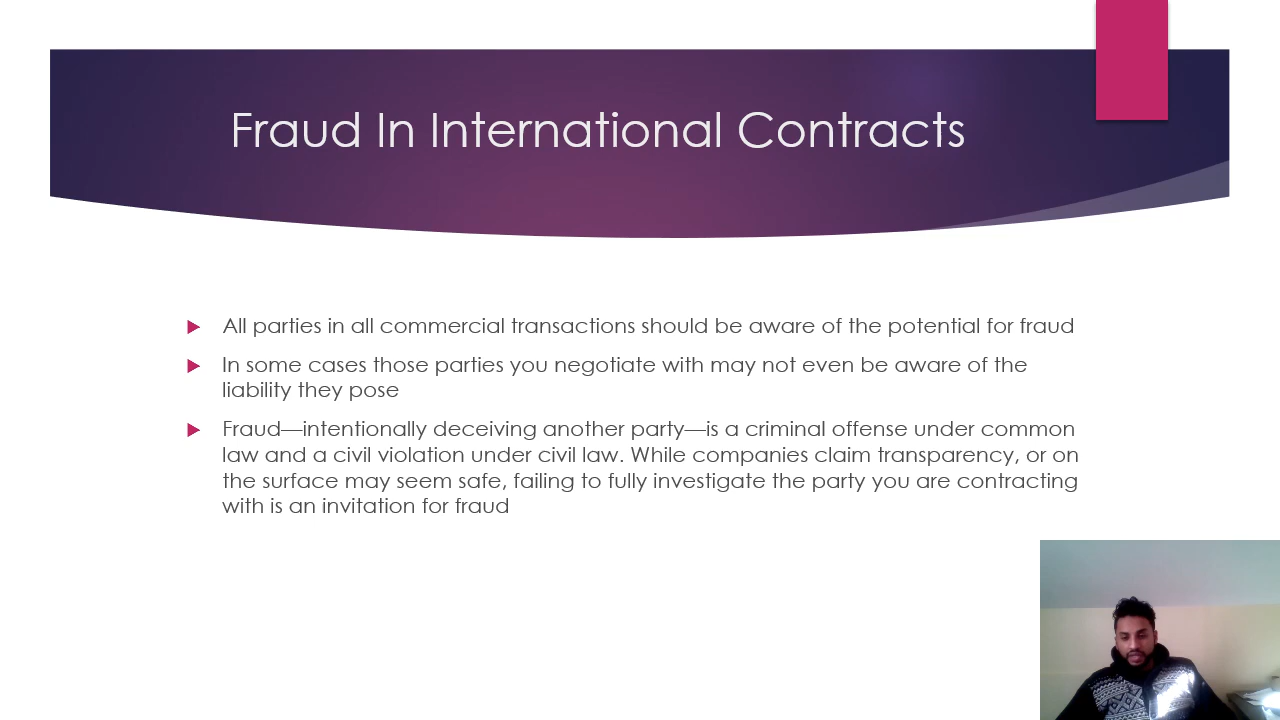 Fraud In International Contracts
All parties in all commercial transactions should be aware of the potential for fraud
In some cases those parties you negotiate with may not even be aware of the
liability they pose
Fraud—intentionally deceiving another party—is a criminal offense under common
law and a civil violation under civil law. While companies claim transparency, or on
the surface may seem safe, failing to fully investigate the party you are contracting
with is an invitation for fraud